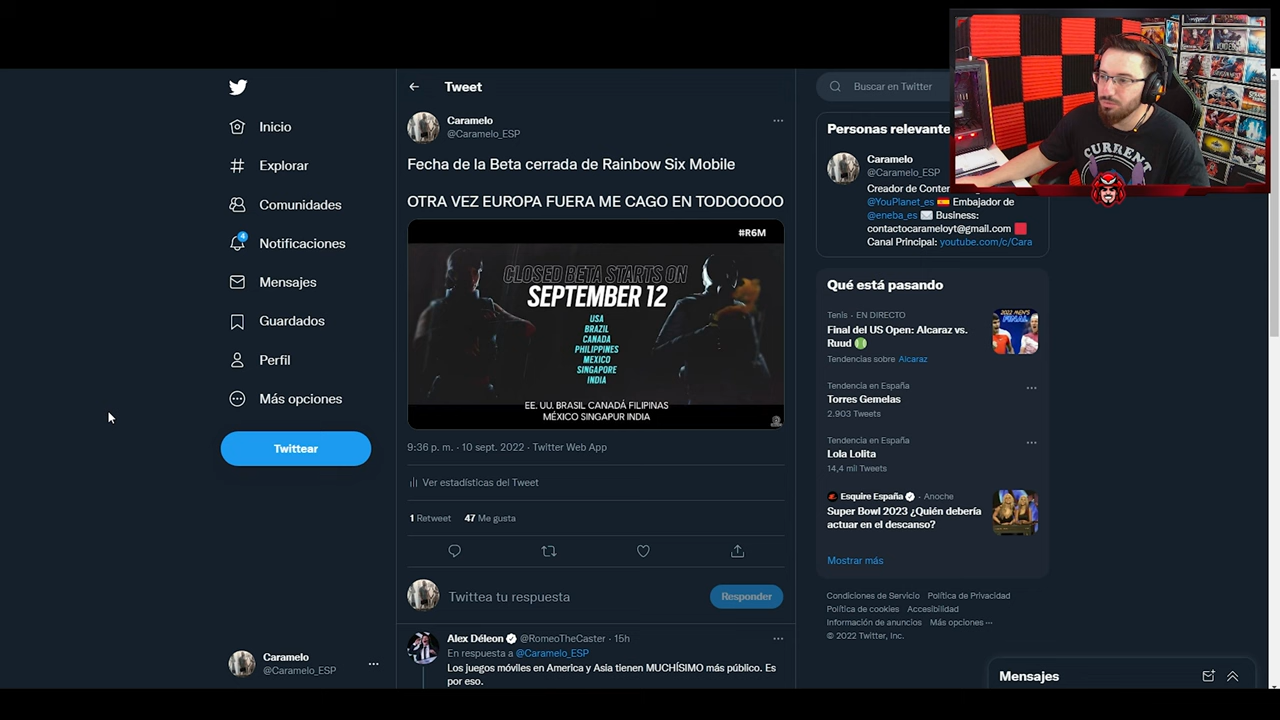 Inicio
Explorar
Comunidades
4
Notificaciones
Mensajes
Guardados
Perfil
Más opciones
Twittear
Caramelo
@Caramelo_ESP
Tweet
Caramelo
@Caramelo_ESP
Fecha de la Beta cerrada de Rainbow Six Mobile
OTRA VEZ EUROPA FUERA ME CAGO EN TODOOOOO
#R6M
CLOSED BETA STARTS ON
SEPTEMBER 12
USA
BRAZIL
CANADA
PHILIPPINES
MEXICO
SINGAPORE
INDIA
EE. UU. BRASIL CANADÁ FILIPINAS
MÉXICO SINGAPUR INDIA
9:36 p. m. · 10 sept. 2022 · Twitter Web App
Ver estadísticas del Tweet
1 Retweet 47 Me gusta
Twittea tu respuesta
Responder
Alex Déleon @RomeoTheCaster · 15h
En respuesta a @Caramelo_ESP
Los juegos móviles en America y Asia tienen MUCHÍSIMO más público. Es
por eso.
Buscar en Twitter
Personas relevante
Caramelo
@Caramelo_ESP
Creador de Conten
@YouPlanet_es Embajador de
@eneba_es Business:
contactocarameloyt@gmail.com
Canal Principal: youtube.com/c/Cara
CURRENT
Qué está pasando
Tenis · EN DIRECTO
Final del US Open: Alcaraz vs.
Ruud
Tendencias sobre Alcaraz
2022 MEN'S
FINAL
Tendencia en España
Torres Gemelas
2.903 Tweets
Tendencia en España
Lola Lolita
14,4 mil Tweets
Esquire España · Anoche
Super Bowl 2023 ¿Quién debería
actuar en el descanso?
Mostrar más
Condiciones de Servicio Política de Privacidad
Política de cookies Accesibilidad
Información de anuncios Más opciones
© 2022 Twitter, Inc.
Mensajes